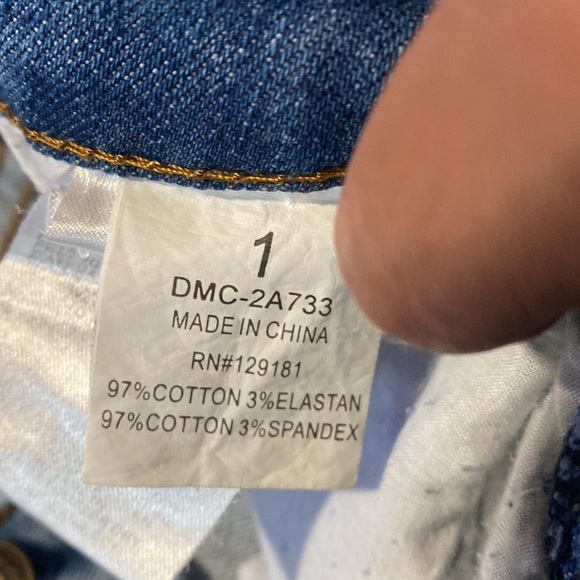 1
DMC-2A733
MADE IN CHINA
RN#129181
97%COTTON 3%ELASTAN
97%COTTON 3%SPANDEX